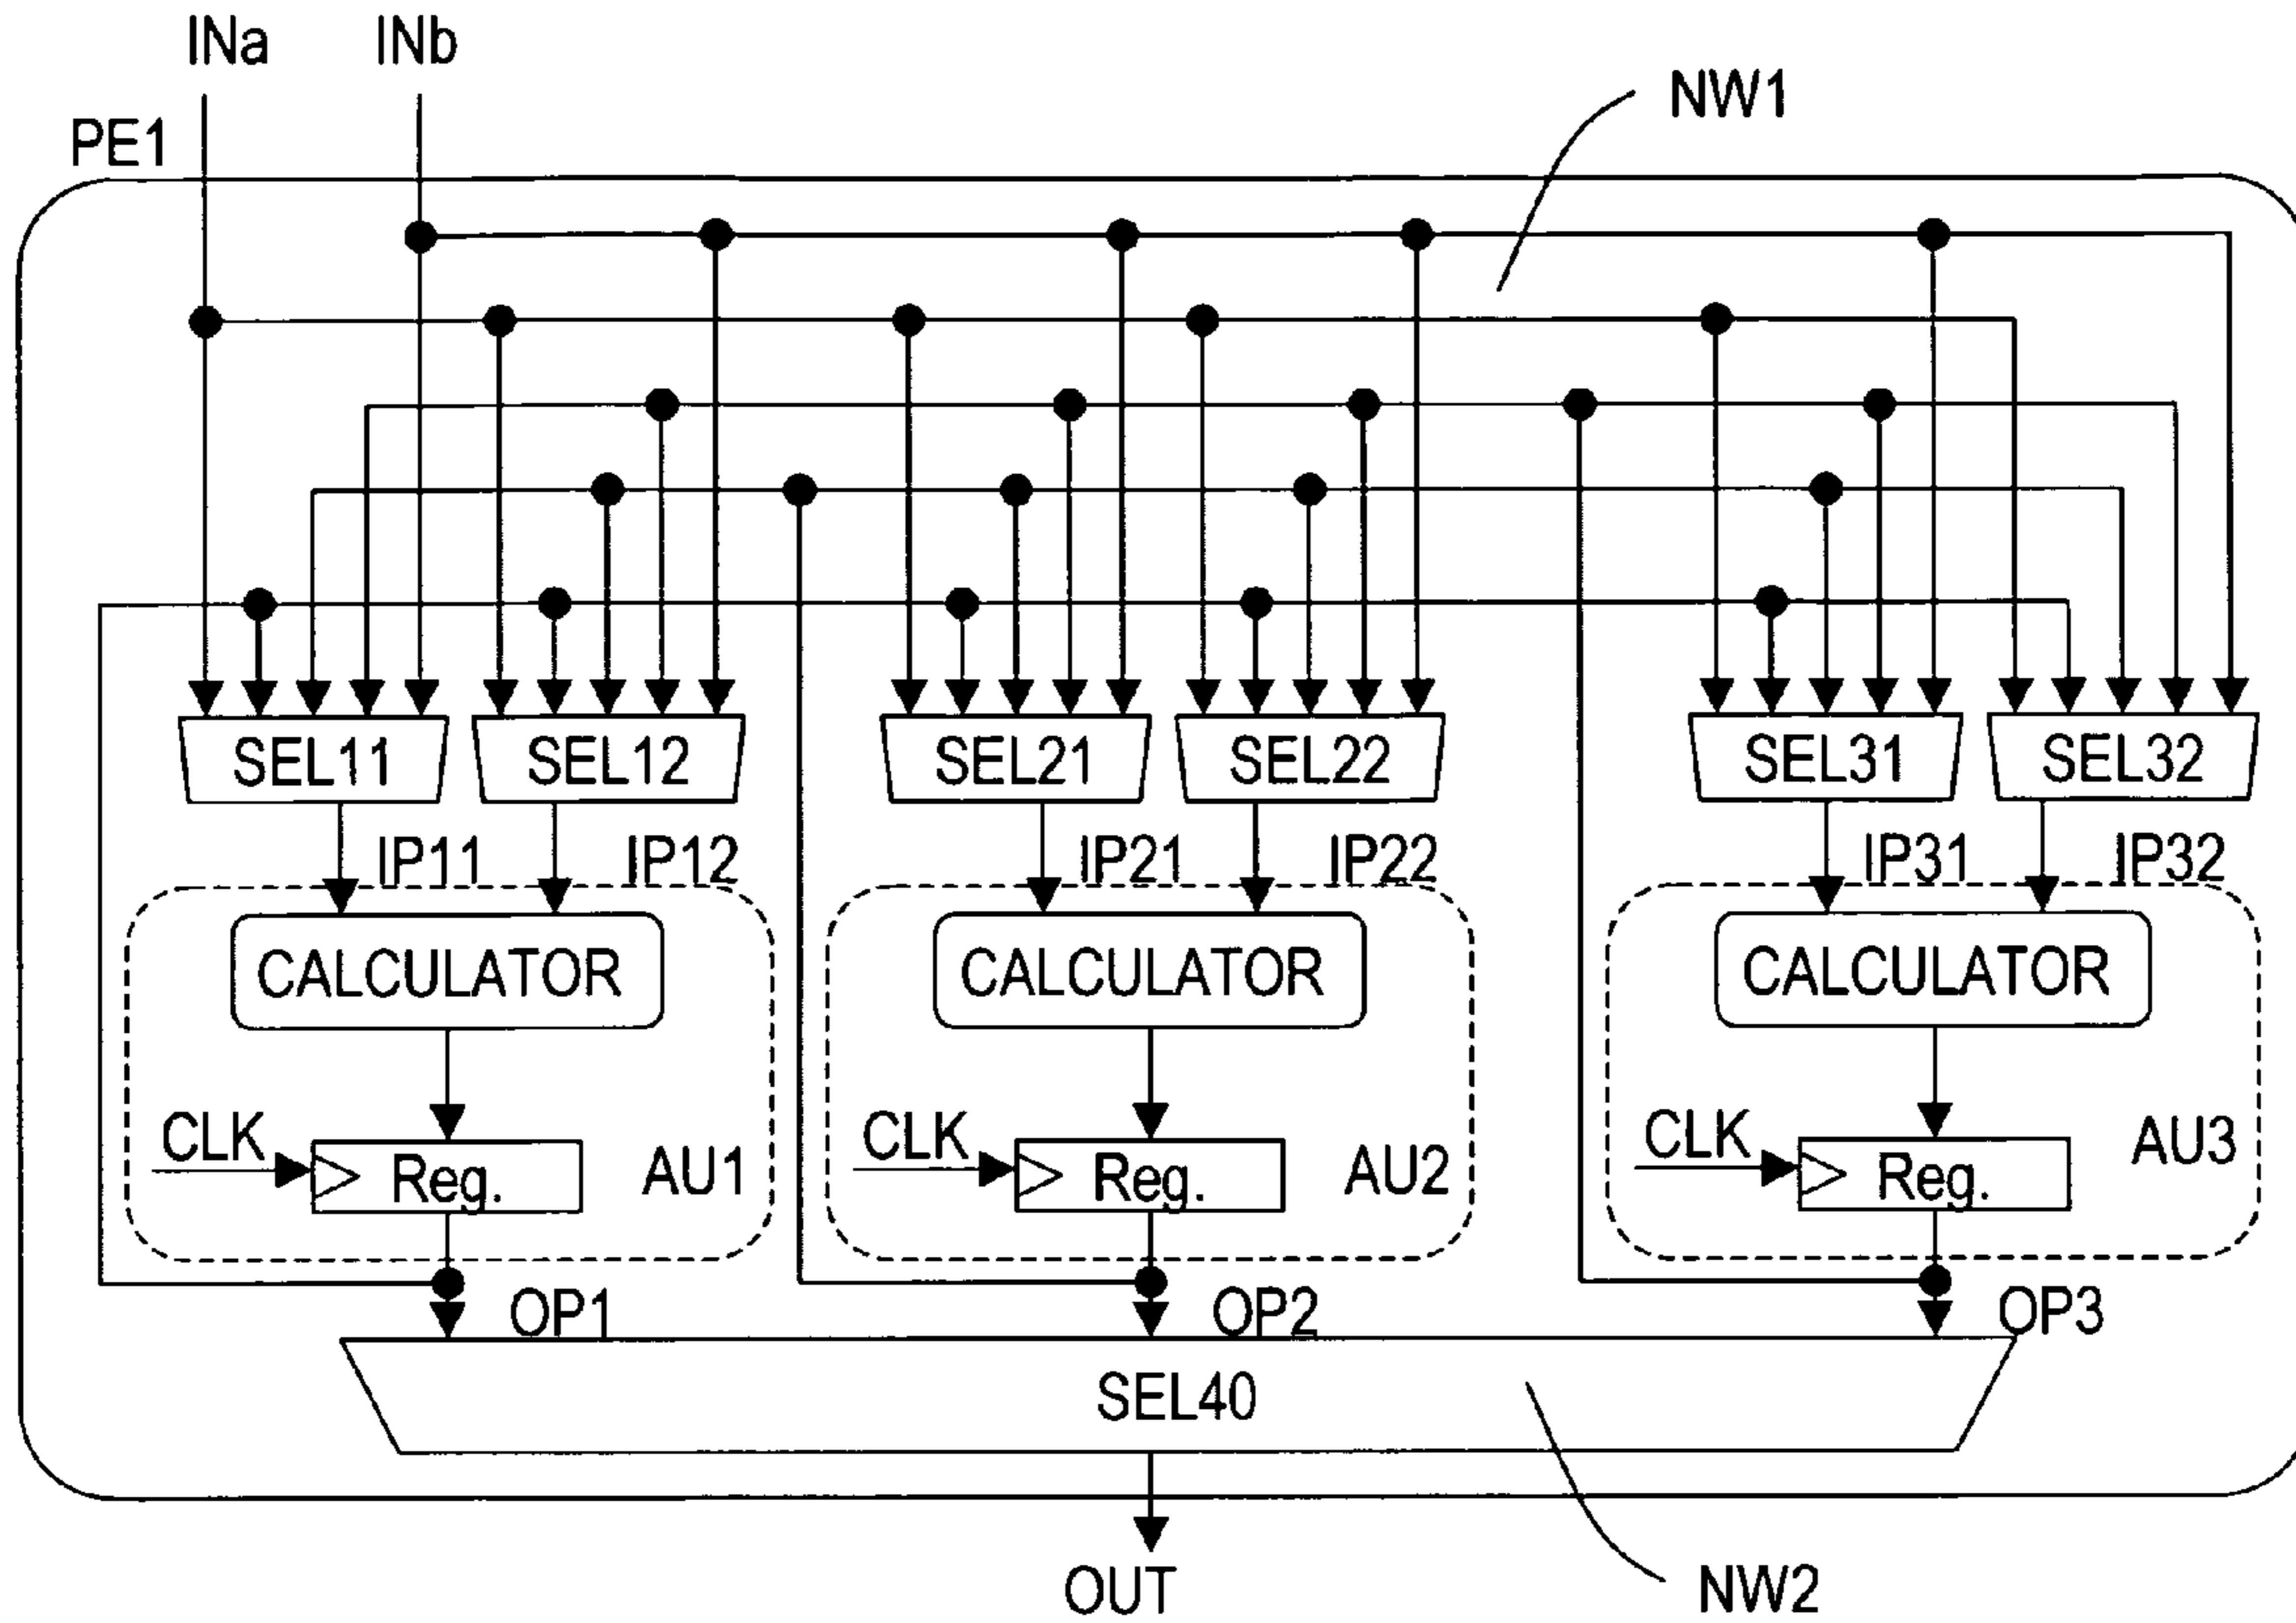 INa INb
NW1
PE1
SEL11 SEL12 SEL21 SEL22 SEL31 SEL32
IP11 IP12 IP21 IP22 IP31 IP32
CALCULATOR CALCULATOR CALCULATOR
CLK Reg. AU1 CLK Reg. AU2 CLK Reg. AU3
OP1 OP2 OP3
SEL40
OUT NW2